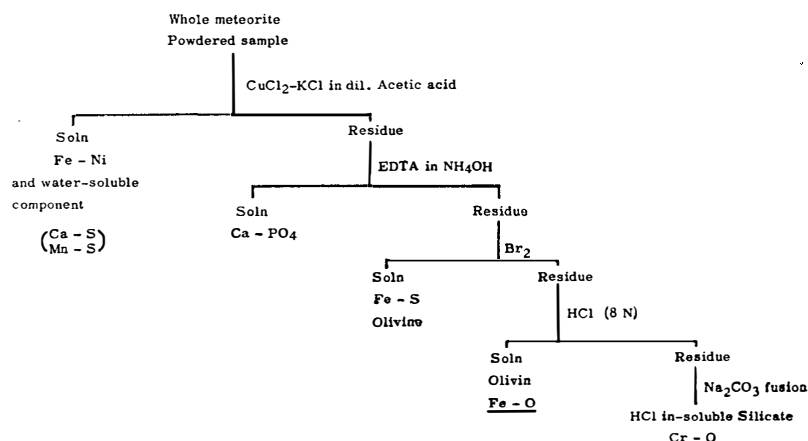 Whole meteorite
Powdered sample
CuCl₂-KCl in dil. Acetic acid
Soln
Fe - Ni
and water-soluble
component
(Ca - S
Mn - S)
Residue
EDTA in NH4OH
Soln
Ca - PO4
Residue
Br₂
Soln
Fe - S
Olivine
Residue
HCl (8 N)
Soln
Olivin
Fe - O
Residue
Na₂CO₃ fusion
HCl in-soluble Silicate
Cr - O